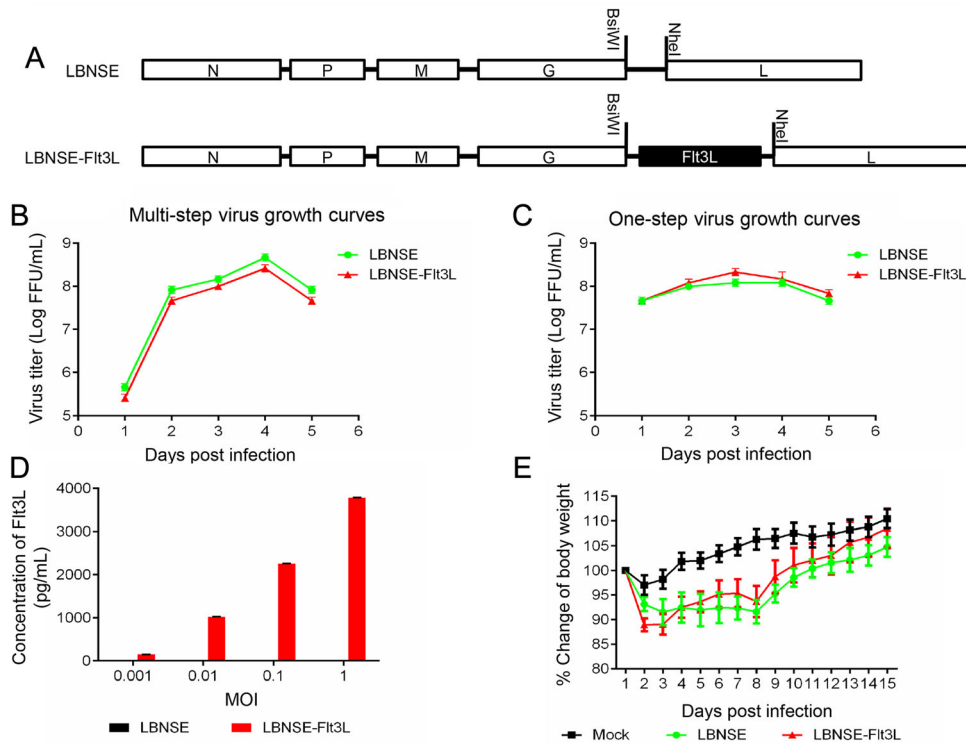 A
LBNSE
N
P
M
G
BsiWI
NheI
L
LBNSE-Flt3L
N
P
M
G
BsiWI
Flt3L
NheI
L
B
Multi-step virus growth curves
Virus titer (Log FFU/mL)
9
8
7
6
5
0 1 2 3 4 5 6
Days post infection
LBNSE
LBNSE-Flt3L
C
One-step virus growth curves
Virus titer (Log FFU/mL)
9
8
7
6
5
0 1 2 3 4 5 6
Days post infection
LBNSE
LBNSE-Flt3L
D
Concentration of Flt3L
(pg/mL)
4000
3000
2000
1000
0
0.001 0.01 0.1 1
MOI
LBNSE LBNSE-Flt3L
E
% Change of body weight
115
110
105
100
95
90
85
80
1 2 3 4 5 6 7 8 9 10 11 12 13 14 15
Days post infection
Mock LBNSE LBNSE-Flt3L